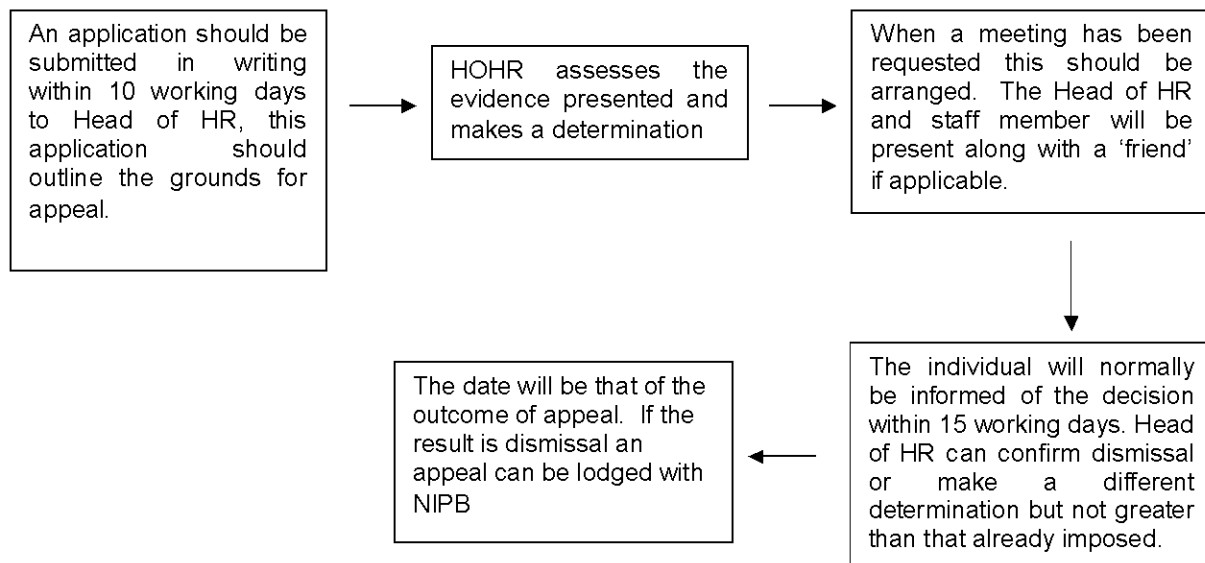 An application should be
submitted in writing
within 10 working days
to Head of HR, this
application should
outline the grounds for
appeal.
HOHR assesses the
evidence presented and
makes a determination
When a meeting has been
requested this should be
arranged. The Head of HR
and staff member will be
present along with a ‘friend’
if applicable.
The individual will normally
be informed of the decision
within 15 working days. Head
of HR can confirm dismissal
or make a different
determination but not greater
than that already imposed.
The date will be that of the
outcome of appeal. If the
result is dismissal an
appeal can be lodged with
NIPB